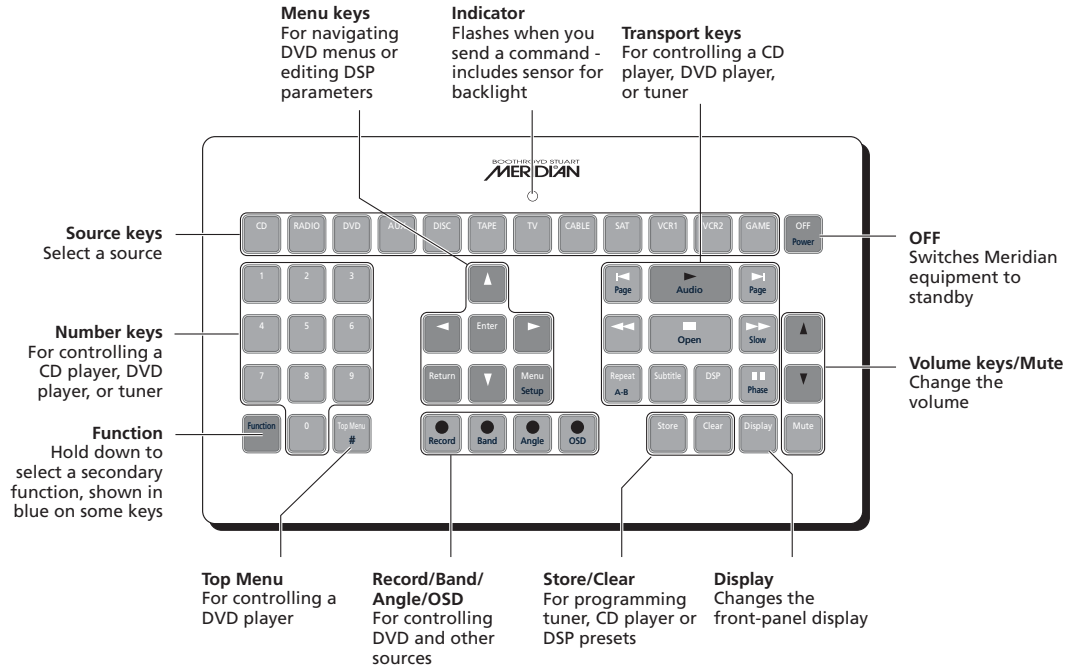 Menu keys
For navigating
DVD menus or
editing DSP
parameters
Indicator
Flashes when you
send a command -
includes sensor for
backlight
Transport keys
For controlling a CD
player, DVD player,
or tuner
BOOTHROYD STUART
MERIDIAN
Source keys
Select a source
CD RADIO DVD AUX DISC TAPE TV CABLE SAT VCR1 VCR2 GAME OFF
Power
OFF
Switches Meridian
equipment to
standby
1 2 3
Page Audio Page
Number keys
For controlling a
CD player, DVD
player, or tuner
4 5 6 Enter
Open Slow
7 8 9 Return Menu
Setup
Repeat Subtitle DSP
A-B Phase
Volume keys/Mute
Change the
volume
Function
Hold down to
select a secondary
function, shown in
blue on some keys
Function 0 Top Menu
#
Record Band Angle OSD
Store Clear Display Mute
Top Menu
For controlling a
DVD player
Record/Band/
Angle/OSD
For controlling
DVD and other
sources
Store/Clear
For programming
tuner, CD player or
DSP presets
Display
Changes the
front-panel display